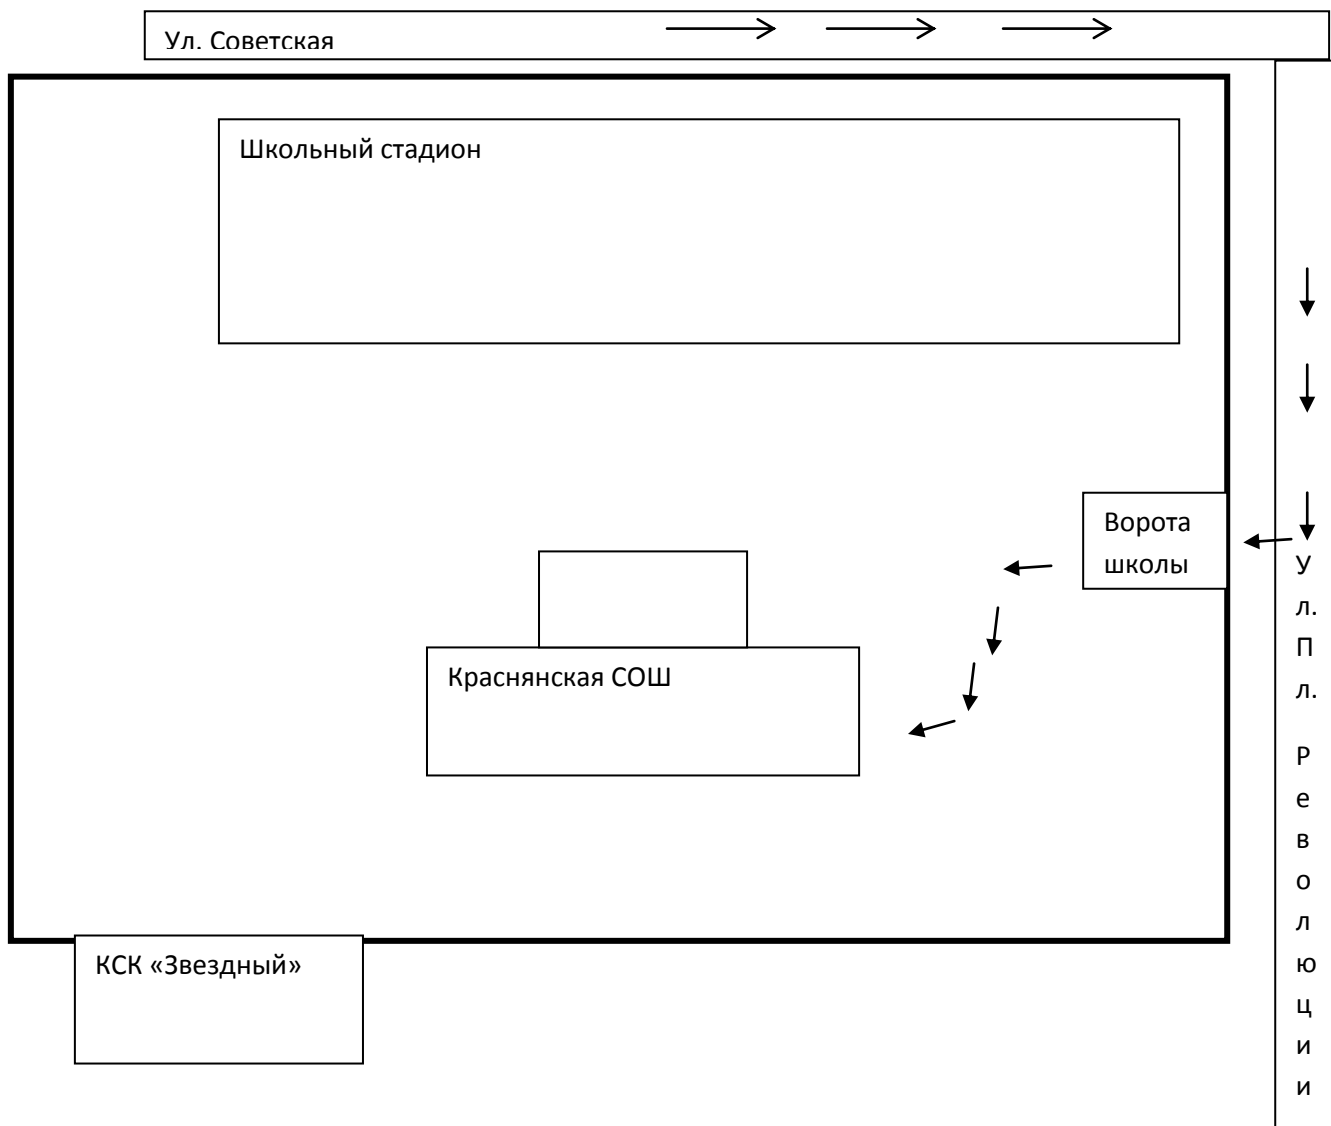 Ул. Советская
Школьный стадион
Ворота
школы
Краснянская СОШ
КСК «Звездный»
У
л.
П
л.
Р
е
в
о
л
ю
ц
и
и